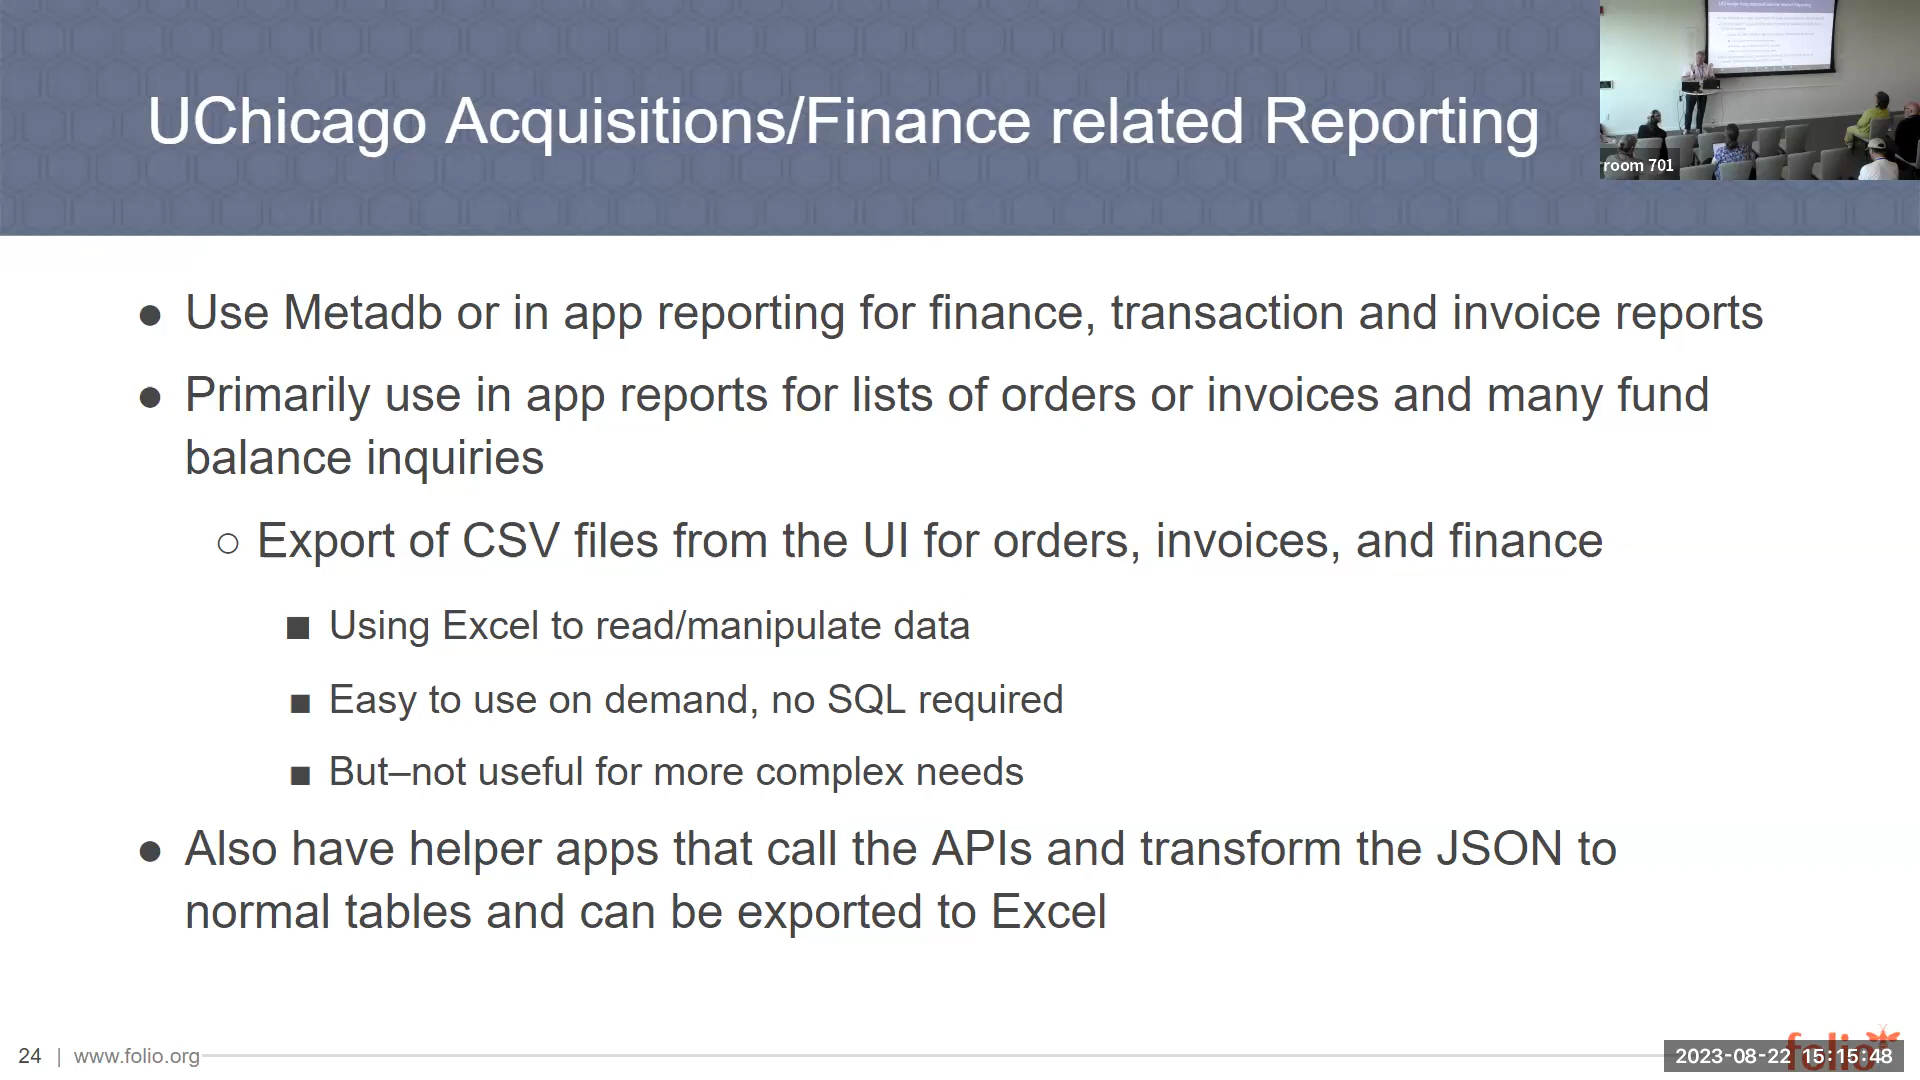 UChicago Acquisitions/Finance related Reporting
room 701
● Use Metadb or in app reporting for finance, transaction and invoice reports
● Primarily use in app reports for lists of orders or invoices and many fund
balance inquiries
○ Export of CSV files from the UI for orders, invoices, and finance
■ Using Excel to read/manipulate data
■ Easy to use on demand, no SQL required
■ But–not useful for more complex needs
● Also have helper apps that call the APIs and transform the JSON to
normal tables and can be exported to Excel
24 | www.folio.org
folio
2023-08-22 15:15:48